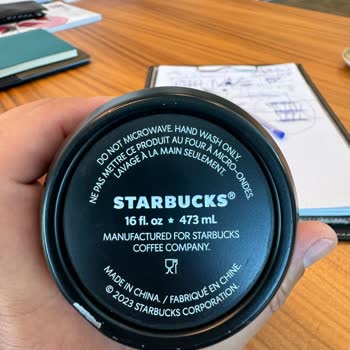 DO NOT MICROWAVE. HAND WASH ONLY.
NE PAS METTRE CE PRODUIT AU FOUR À MICRO-ONDES.
LAVAGE À LA MAIN SEULEMENT.
STARBUCKS®
16 fl. oz ★ 473 mL
MANUFACTURED FOR STARBUCKS
COFFEE COMPANY.
MADE IN CHINA. / FABRIQUÉ EN CHINE.
© 2023 STARBUCKS CORPORATION.